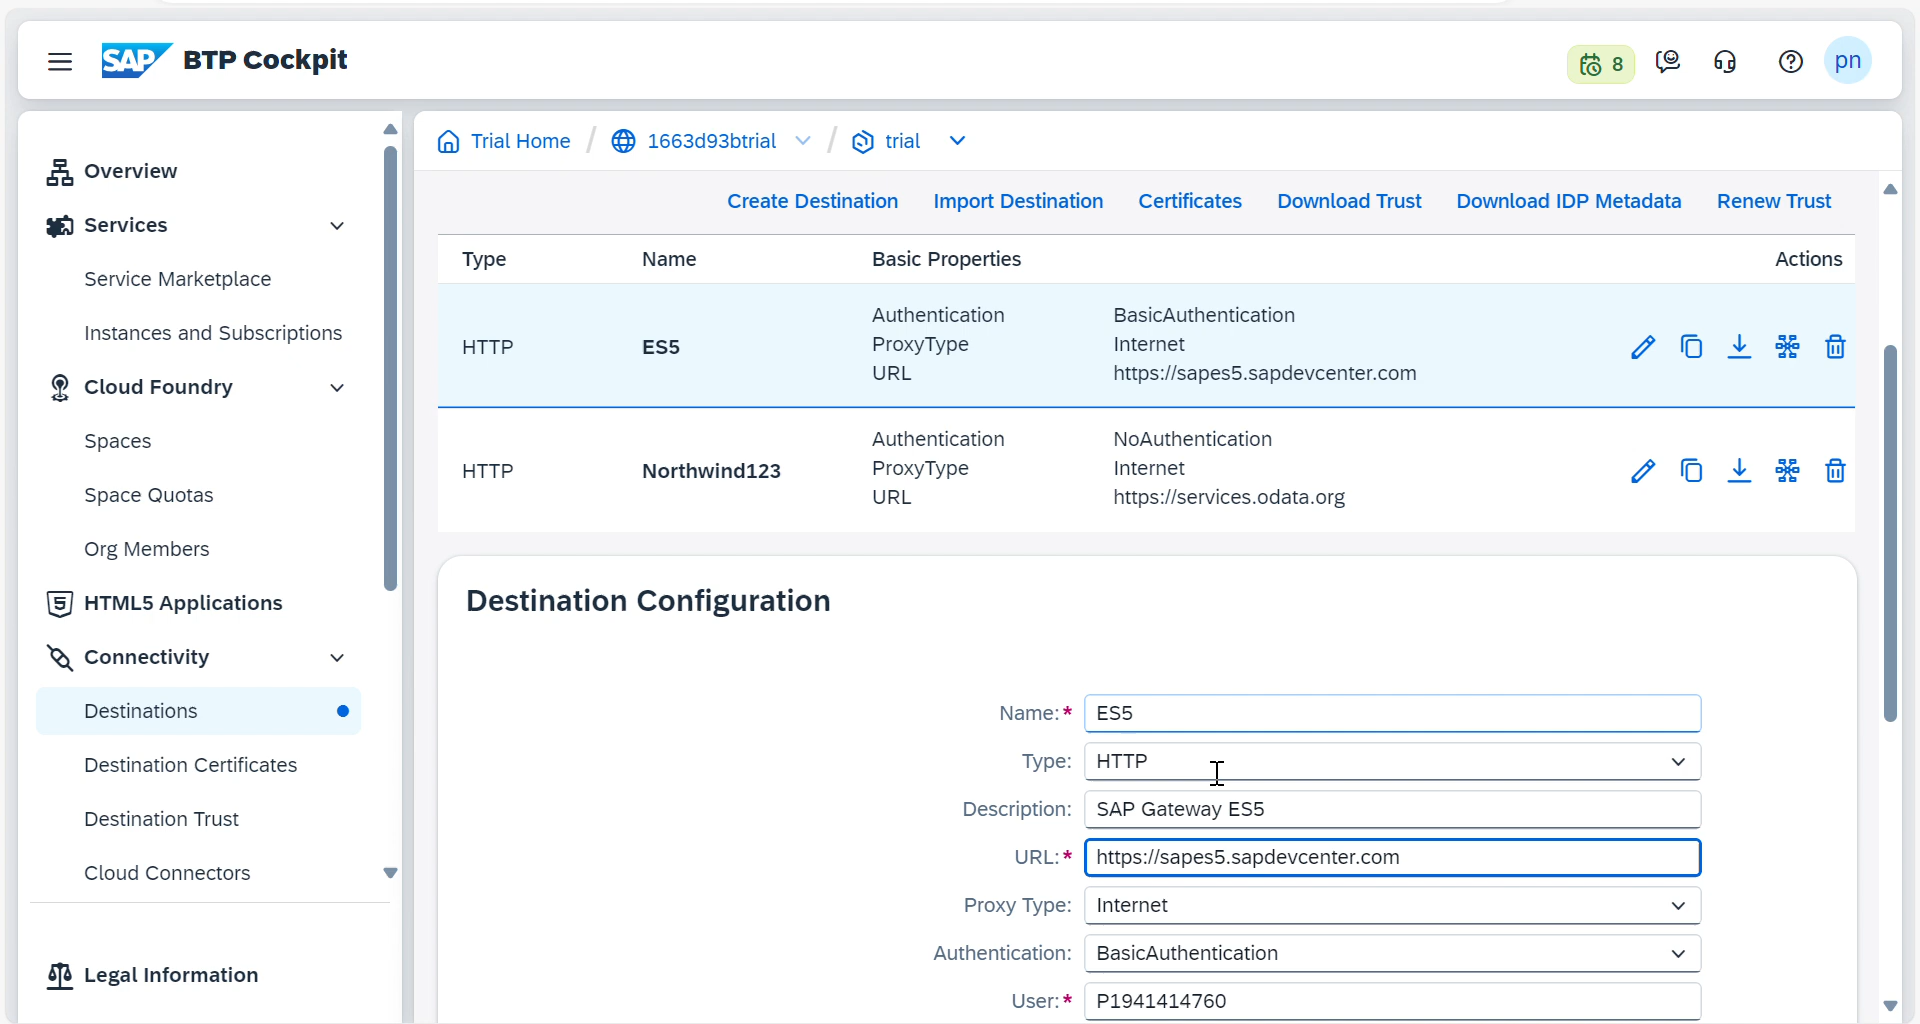 SAP BTP Cockpit
8
pn
Overview
Services
Service Marketplace
Instances and Subscriptions
Cloud Foundry
Spaces
Space Quotas
Org Members
5 HTML5 Applications
Connectivity
Destinations
Destination Certificates
Destination Trust
Cloud Connectors
Legal Information
Trial Home / 1663d93btrial / trial
Create Destination Import Destination Certificates Download Trust Download IDP Metadata Renew Trust
Type Name Basic Properties Actions
HTTP ES5
Authentication BasicAuthentication
ProxyType Internet
URL https://sapes5.sapdevcenter.com
HTTP Northwind123
Authentication NoAuthentication
ProxyType Internet
URL https://services.odata.org
Destination Configuration
Name:* ES5
Type: HTTP
Description: SAP Gateway ES5
URL:* https://sapes5.sapdevcenter.com
Proxy Type: Internet
Authentication: BasicAuthentication
User:* P1941414760